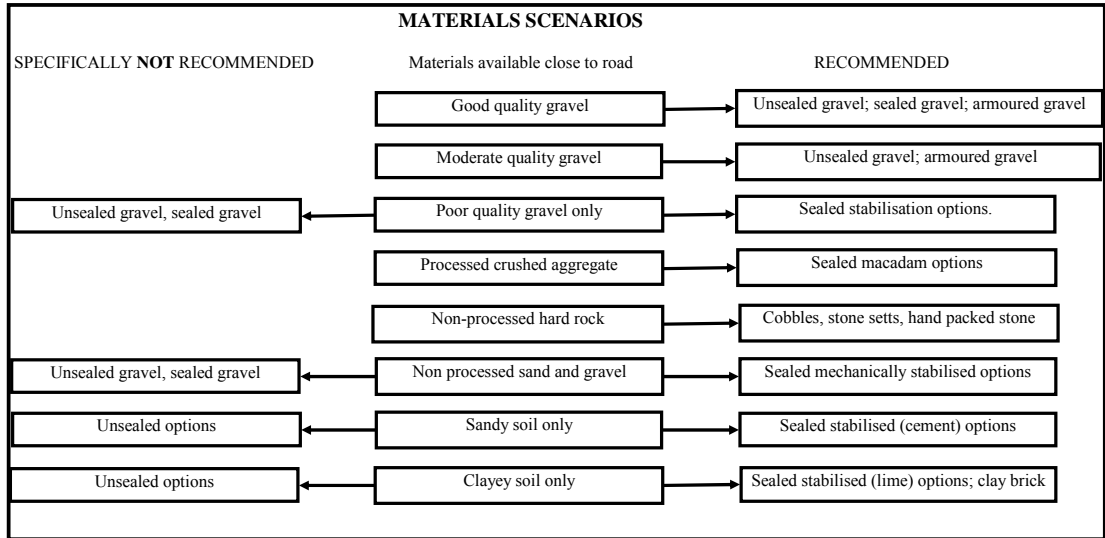 MATERIALS SCENARIOS
SPECIFICALLY NOT RECOMMENDED
Materials available close to road
RECOMMENDED
Good quality gravel
Unsealed gravel; sealed gravel; armoured gravel
Moderate quality gravel
Unsealed gravel; armoured gravel
Unsealed gravel, sealed gravel
Poor quality gravel only
Sealed stabilisation options.
Processed crushed aggregate
Sealed macadam options
Non-processed hard rock
Cobbles, stone setts, hand packed stone
Unsealed gravel, sealed gravel
Non processed sand and gravel
Sealed mechanically stabilised options
Unsealed options
Sandy soil only
Sealed stabilised (cement) options
Unsealed options
Clayey soil only
Sealed stabilised (lime) options; clay brick